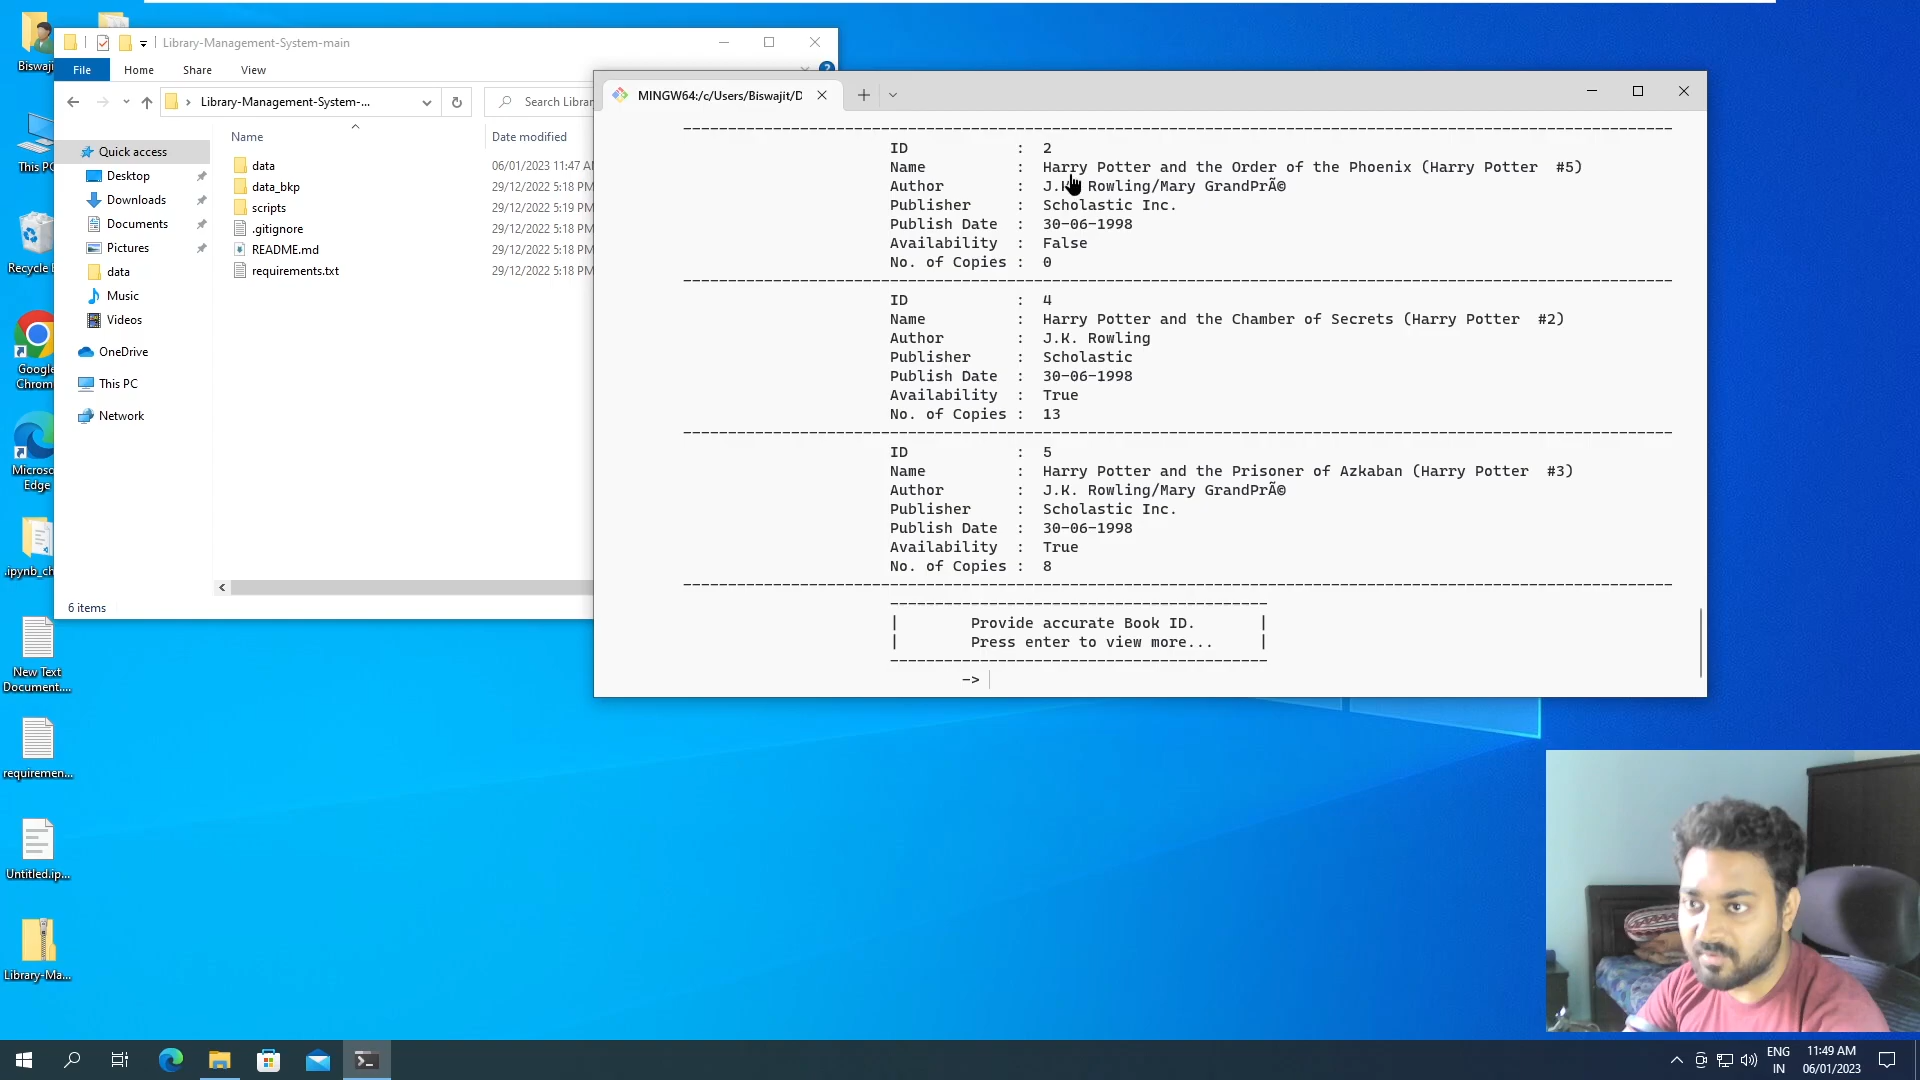 Biswaji
This PC
Recycle B
Google
Chrom
Microso
Edge
.ipynb_ch
New Text
Document....
requiremen...
Untitled.ip...
Library-Ma...
Library-Management-System-main
File
Home
Share
View
Library-Management-System-...
Search Librar
Name
Date modified
Quick access
Desktop
Downloads
Documents
Pictures
data
Music
Videos
OneDrive
This PC
Network
data 06/01/2023 11:47 AM
data_bkp 29/12/2022 5:18 PM
scripts 29/12/2022 5:19 PM
.gitignore 29/12/2022 5:18 PM
README.md 29/12/2022 5:18 PM
requirements.txt 29/12/2022 5:18 PM
6 items
MINGW64:/c/Users/Biswajit/D
ID : 2
Name : Harry Potter and the Order of the Phoenix (Harry Potter  #5)
Author : J.K. Rowling/Mary GrandPrÃ©
Publisher : Scholastic Inc.
Publish Date : 30-06-1998
Availability : False
No. of Copies : 0
ID : 4
Name : Harry Potter and the Chamber of Secrets (Harry Potter  #2)
Author : J.K. Rowling
Publisher : Scholastic
Publish Date : 30-06-1998
Availability : True
No. of Copies : 13
ID : 5
Name : Harry Potter and the Prisoner of Azkaban (Harry Potter  #3)
Author : J.K. Rowling/Mary GrandPrÃ©
Publisher : Scholastic Inc.
Publish Date : 30-06-1998
Availability : True
No. of Copies : 8
| Provide accurate Book ID. |
| Press enter to view more... |
->
ENG
IN
11:49 AM
06/01/2023